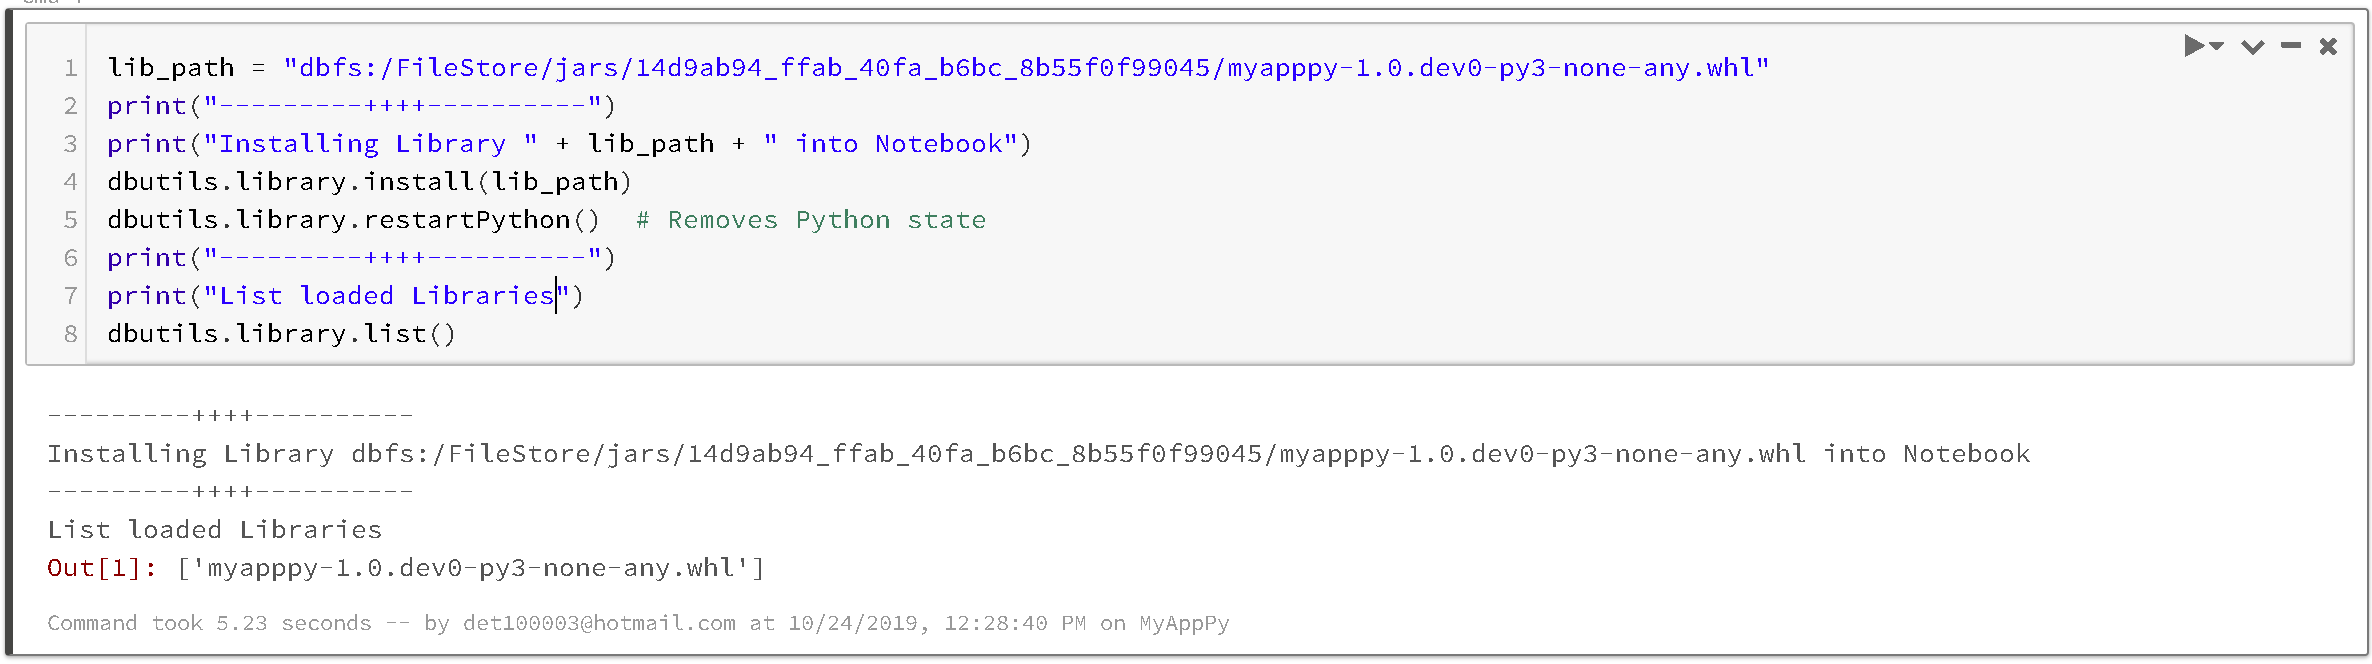 1 lib_path = "dbfs:/FileStore/jars/14d9ab94_ffab_40fa_b6bc_8b55f0f99045/myapppy-1.0.dev0-py3-none-any.whl"
2 print("---------++++----------")
3 print("Installing Library " + lib_path + " into Notebook")
4 dbutils.library.install(lib_path)
5 dbutils.library.restartPython()  # Removes Python state
6 print("---------++++----------")
7 print("List loaded Libraries")
8 dbutils.library.list()
---------++++----------
Installing Library dbfs:/FileStore/jars/14d9ab94_ffab_40fa_b6bc_8b55f0f99045/myapppy-1.0.dev0-py3-none-any.whl into Notebook
---------++++----------
List loaded Libraries
Out[1]: ['myapppy-1.0.dev0-py3-none-any.whl']
Command took 5.23 seconds -- by det100003@hotmail.com at 10/24/2019, 12:28:40 PM on MyAppPy